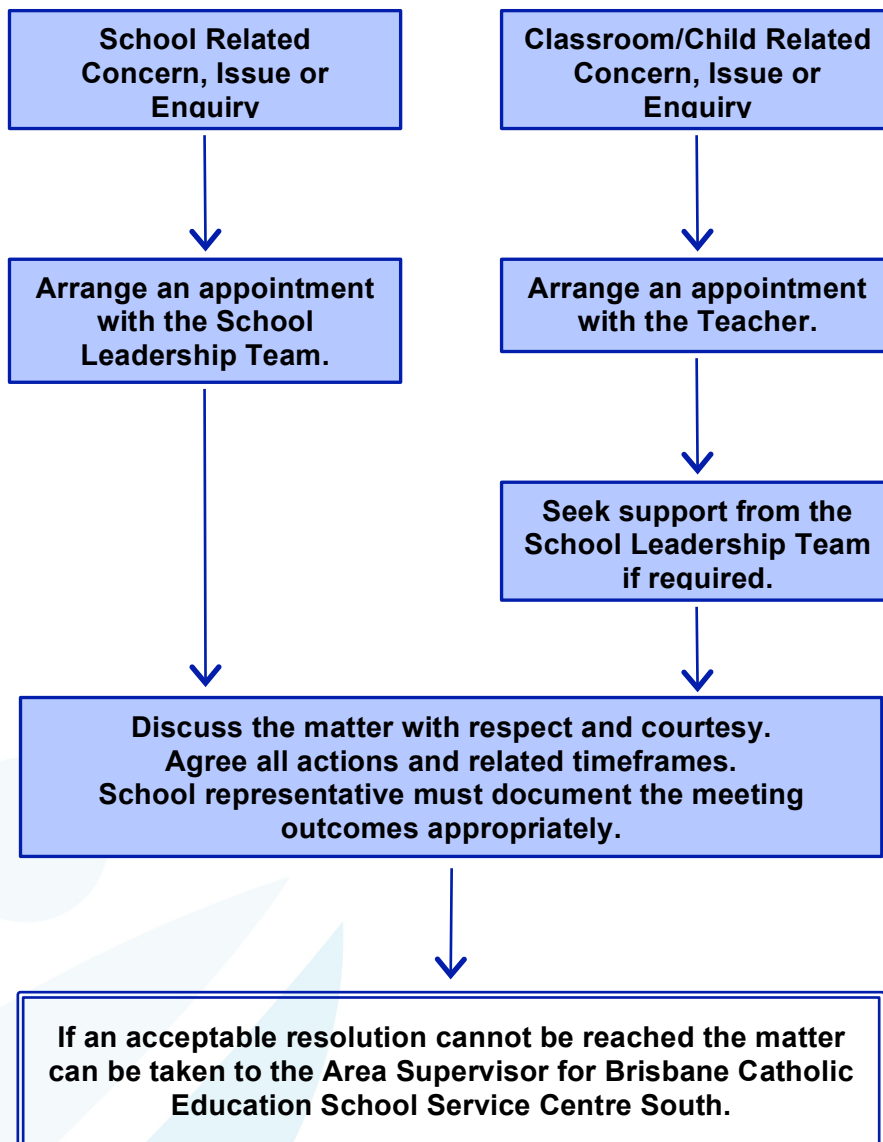 School Related
Concern, Issue or
Enquiry
Classroom/Child Related
Concern, Issue or
Enquiry
Arrange an appointment
with the School
Leadership Team.
Arrange an appointment
with the Teacher.
Seek support from the
School Leadership Team
if required.
Discuss the matter with respect and courtesy.
Agree all actions and related timeframes.
School representative must document the meeting
outcomes appropriately.
If an acceptable resolution cannot be reached the matter
can be taken to the Area Supervisor for Brisbane Catholic
Education School Service Centre South.